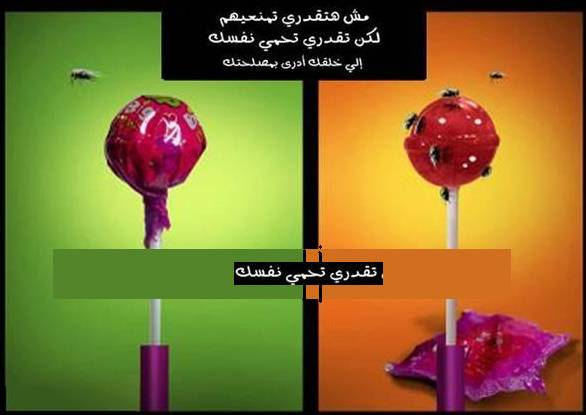 مش هتقدري تمنعيهم
لكن تقدري تحمي نفسك
إلي خلقك أدرى بمصلحتك
تقدري تحمي نفسك